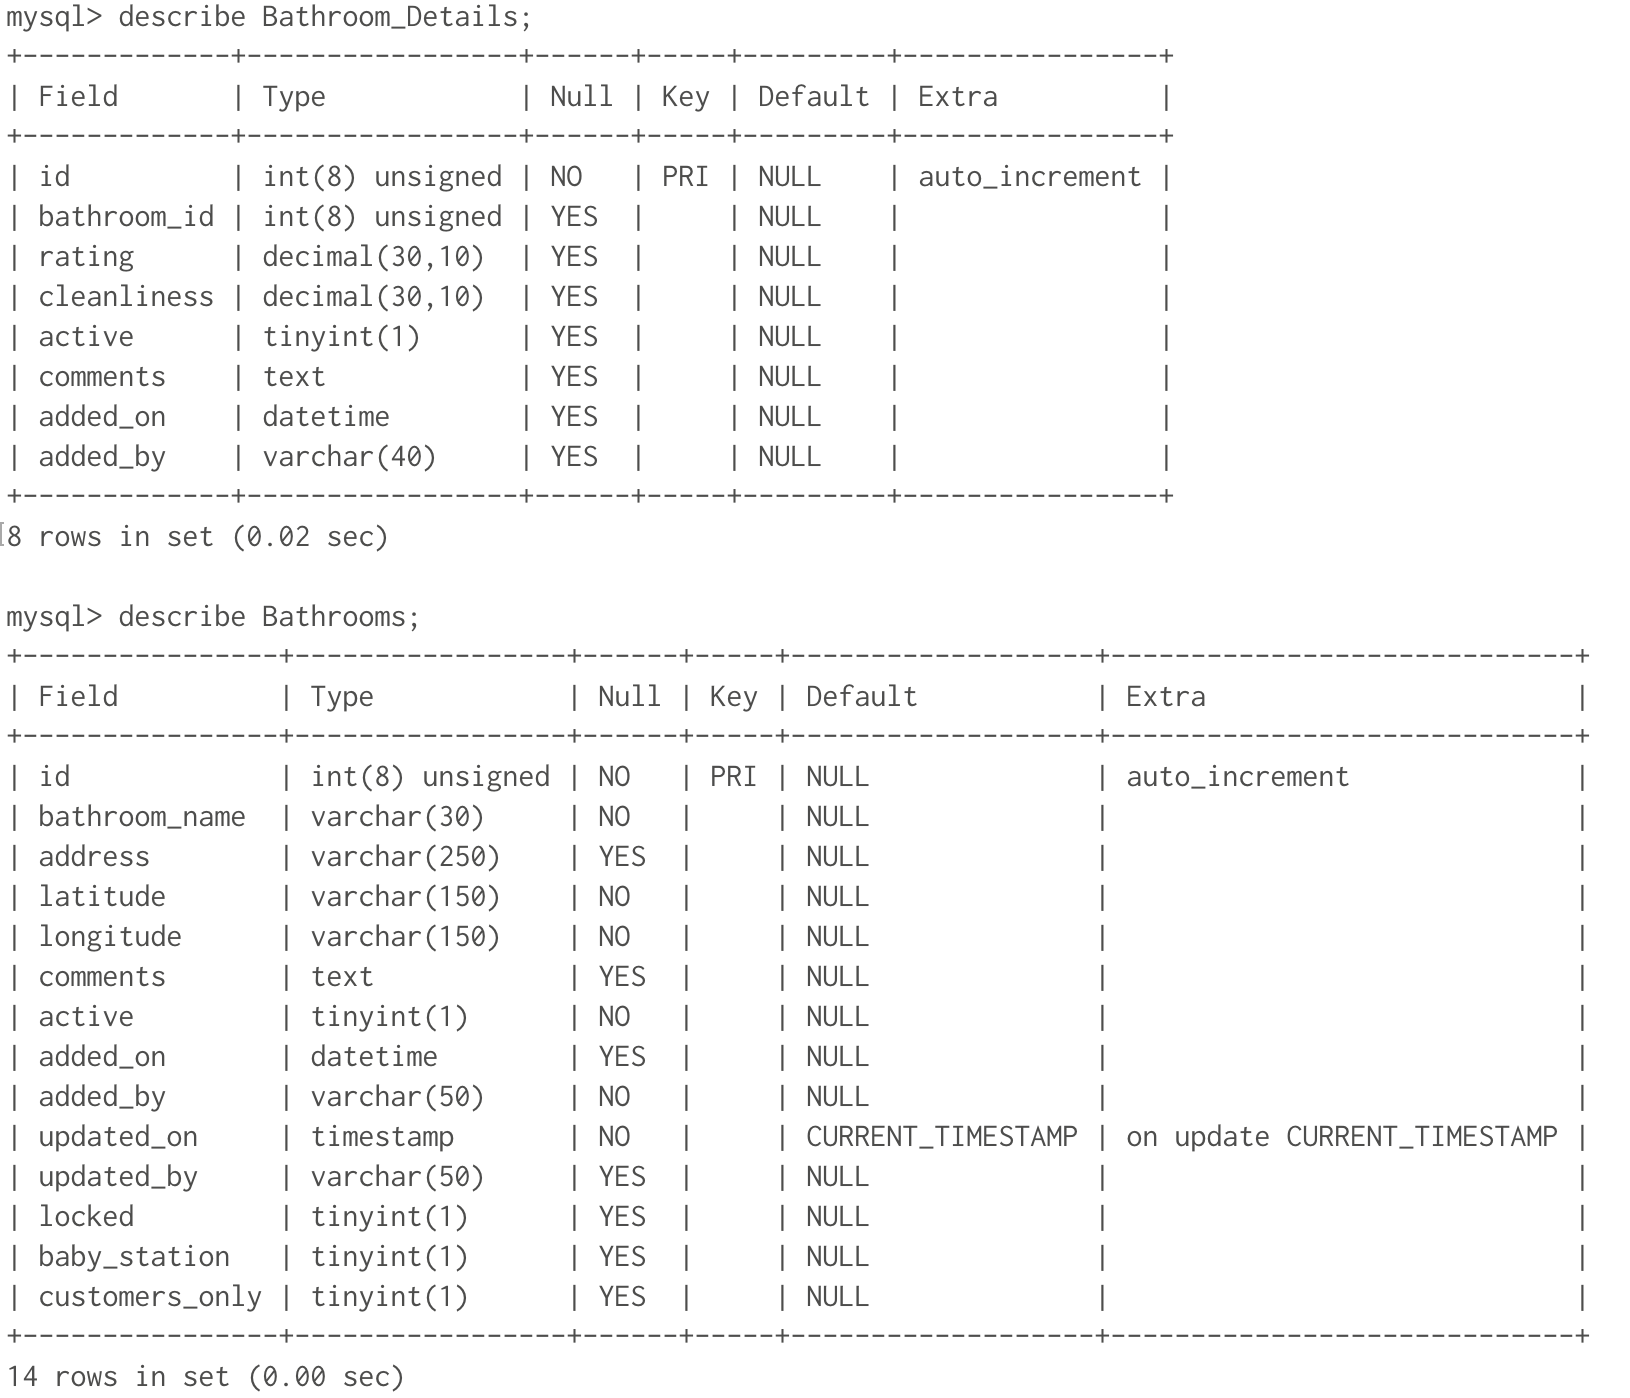 mysql> describe Bathroom_Details;
+-------------+-----------------+------+-----+---------+----------------+
| Field       | Type            | Null | Key | Default | Extra          |
+-------------+-----------------+------+-----+---------+----------------+
| id          | int(8) unsigned | NO   | PRI | NULL    | auto_increment |
| bathroom_id | int(8) unsigned | YES  |     | NULL    |                |
| rating      | decimal(30,10)  | YES  |     | NULL    |                |
| cleanliness | decimal(30,10)  | YES  |     | NULL    |                |
| active      | tinyint(1)      | YES  |     | NULL    |                |
| comments    | text            | YES  |     | NULL    |                |
| added_on    | datetime        | YES  |     | NULL    |                |
| added_by    | varchar(40)     | YES  |     | NULL    |                |
+-------------+-----------------+------+-----+---------+----------------+
8 rows in set (0.02 sec)

mysql> describe Bathrooms;
+----------------+-----------------+------+-----+-------------------+-----------------------------+
| Field          | Type            | Null | Key | Default           | Extra                       |
+----------------+-----------------+------+-----+-------------------+-----------------------------+
| id             | int(8) unsigned | NO   | PRI | NULL              | auto_increment              |
| bathroom_name  | varchar(30)     | NO   |     | NULL              |                             |
| address        | varchar(250)    | YES  |     | NULL              |                             |
| latitude       | varchar(150)    | NO   |     | NULL              |                             |
| longitude      | varchar(150)    | NO   |     | NULL              |                             |
| comments       | text            | YES  |     | NULL              |                             |
| active         | tinyint(1)      | NO   |     | NULL              |                             |
| added_on       | datetime        | YES  |     | NULL              |                             |
| added_by       | varchar(50)     | NO   |     | NULL              |                             |
| updated_on     | timestamp       | NO   |     | CURRENT_TIMESTAMP | on update CURRENT_TIMESTAMP |
| updated_by     | varchar(50)     | YES  |     | NULL              |                             |
| locked         | tinyint(1)      | YES  |     | NULL              |                             |
| baby_station   | tinyint(1)      | YES  |     | NULL              |                             |
| customers_only | tinyint(1)      | YES  |     | NULL              |                             |
+----------------+-----------------+------+-----+-------------------+-----------------------------+
14 rows in set (0.00 sec)